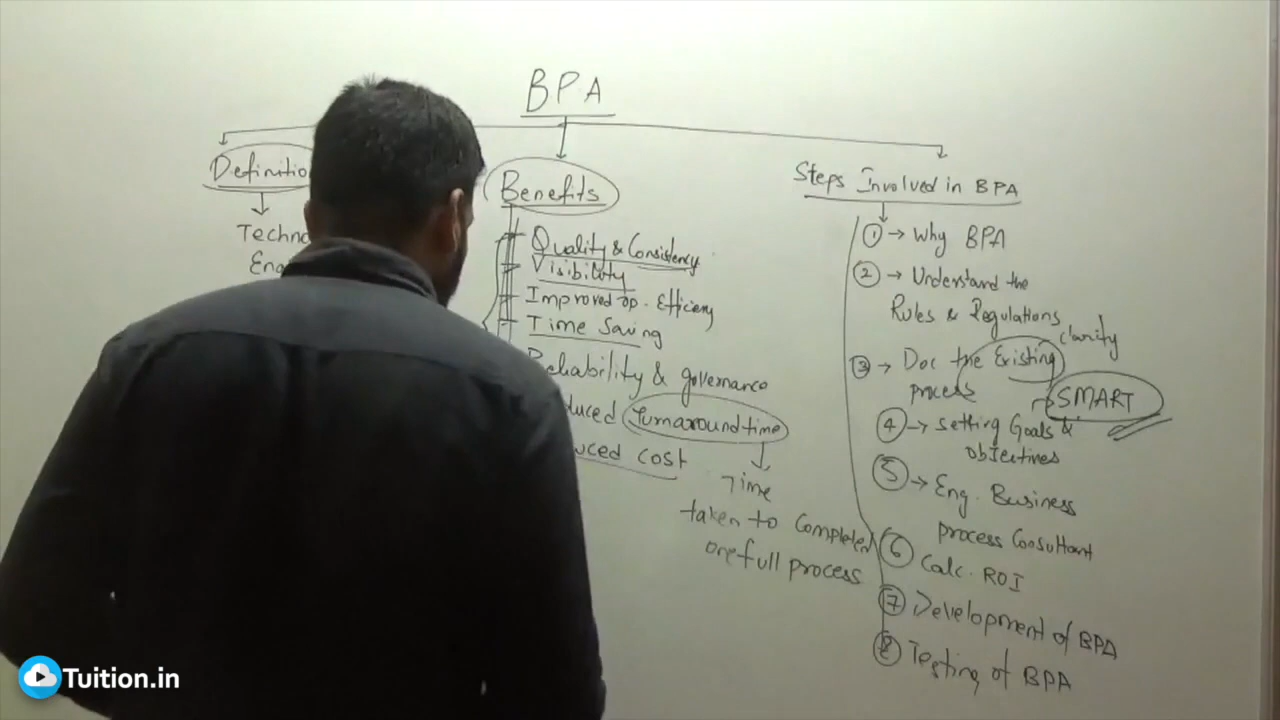 BPA
Definitio
Techno
Ena
Benefits
Quality & Consistency
Visibility
Improved op. Efficieny
Time Saving
Reliability & governance
duced Turnaround time
uced cost
Time
taken to Completed
one full process
Steps Involved in BPA
① → Why BPA
② → Understand the
Rules & Regulations
clarity
③ → Doc the Existing
process
SMART
④ → Setting Goals &
objectives
⑤ → Eng. Business
process Consultant
⑥ Calc. ROI
⑦ Development of BPA
⑧ Testing of BPA
Tuition.in